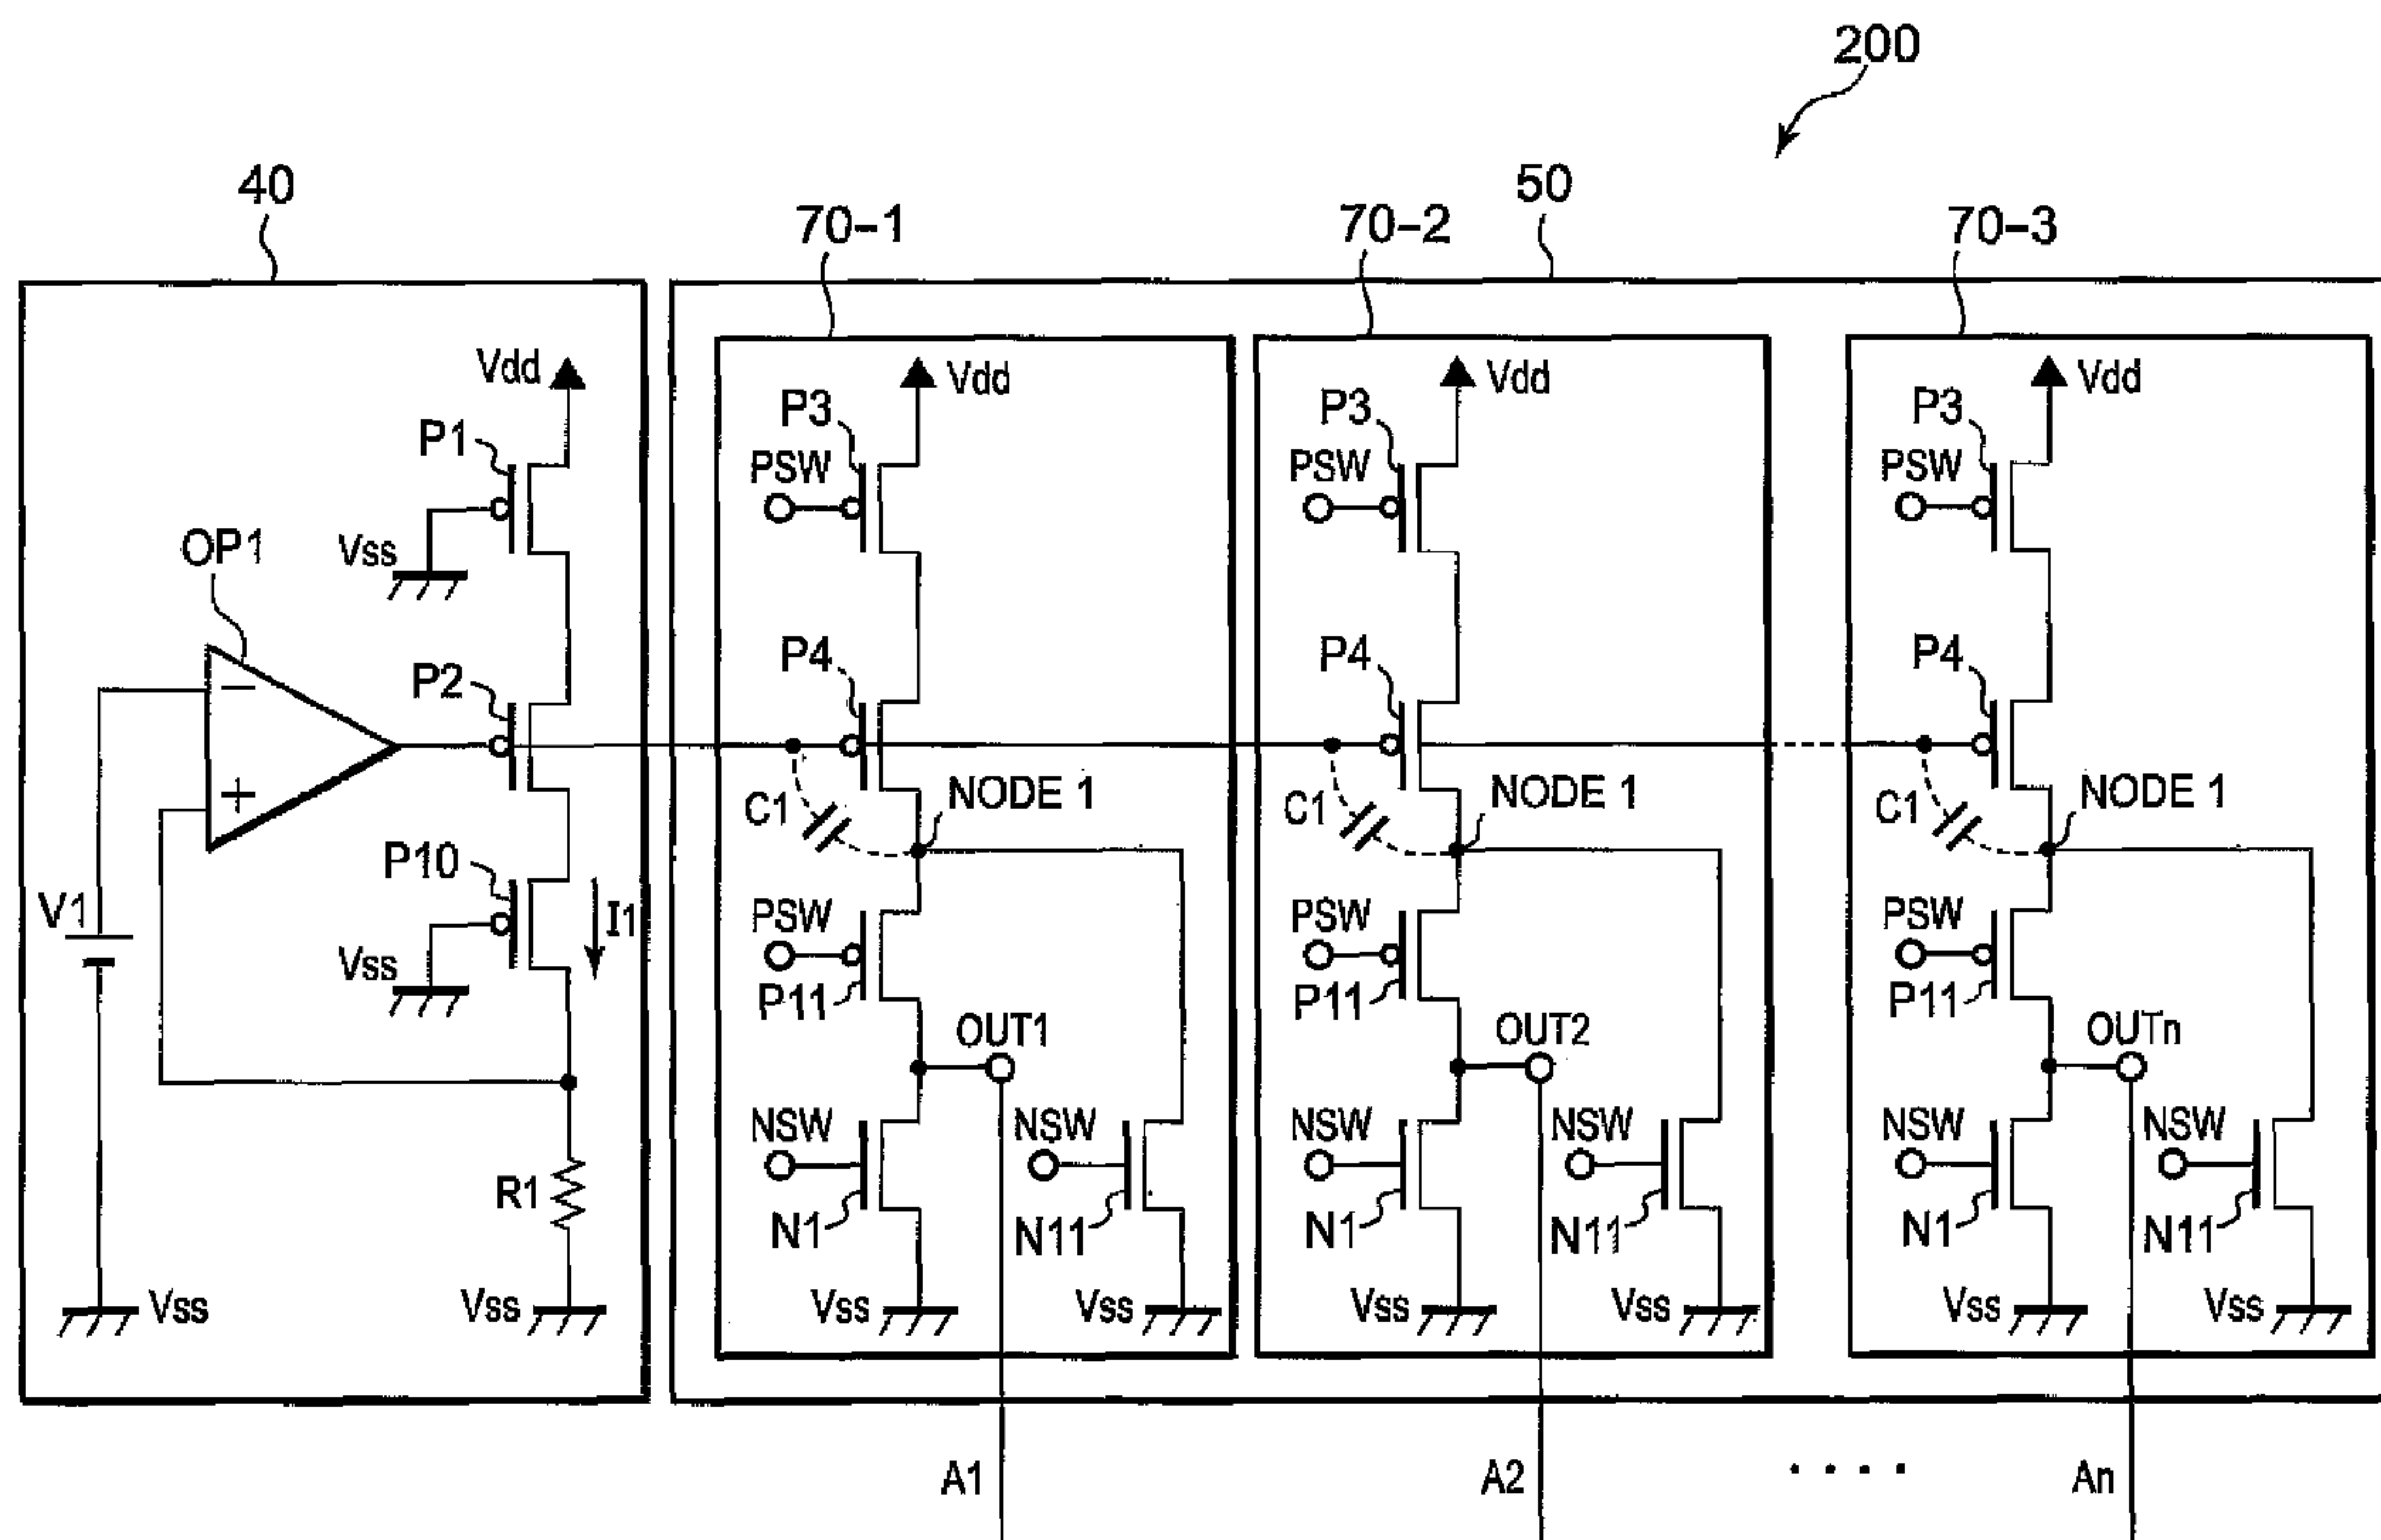 200
40
50
70-1
70-2
70-3
Vdd
Vdd
Vdd
Vdd
P1
P3
P3
P3
PSW
PSW
PSW
OP1
Vss
P2
P4
P4
P4
−
+
C1
NODE 1
C1
NODE 1
C1
NODE 1
P10
V1
I1
Vss
PSW
PSW
PSW
P11
P11
P11
OUT1
OUT2
OUTn
R1
NSW
NSW
NSW
NSW
NSW
NSW
N1
N11
N1
N11
N1
N11
Vss
Vss
Vss
Vss
Vss
Vss
Vss
Vss
A1
A2
. . . .
An